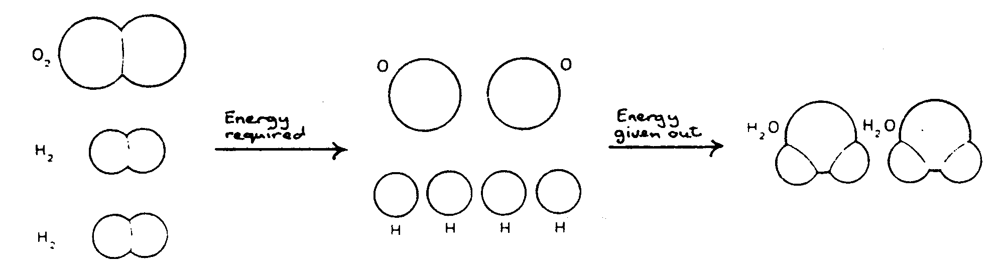 O₂
H₂
H₂
Energy
required
O
O
H
H
H
H
Energy
given out
H₂O
H₂O